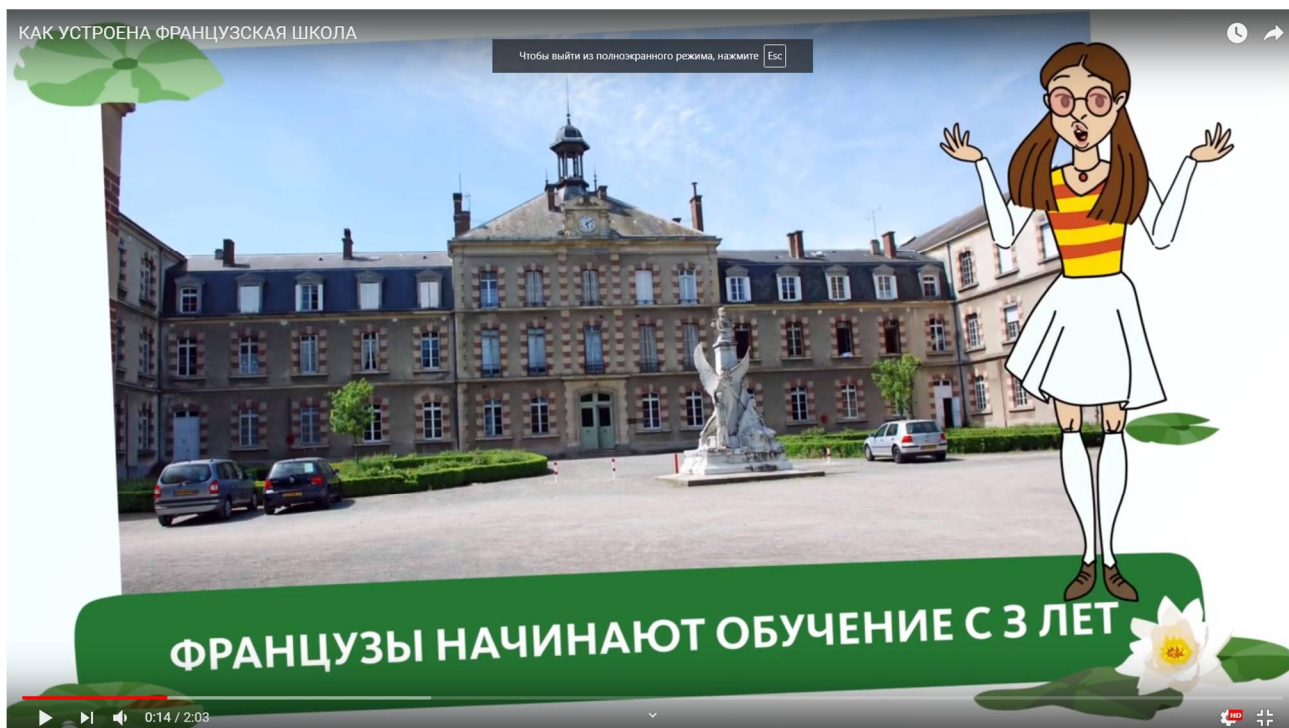 КАК УСТРОЕНА ФРАНЦУЗСКАЯ ШКОЛА
Чтобы выйти из полноэкранного режима, нажмите Esc
ФРАНЦУЗЫ НАЧИНАЮТ ОБУЧЕНИЕ С 3 ЛЕТ
0:14 / 2:03
HD